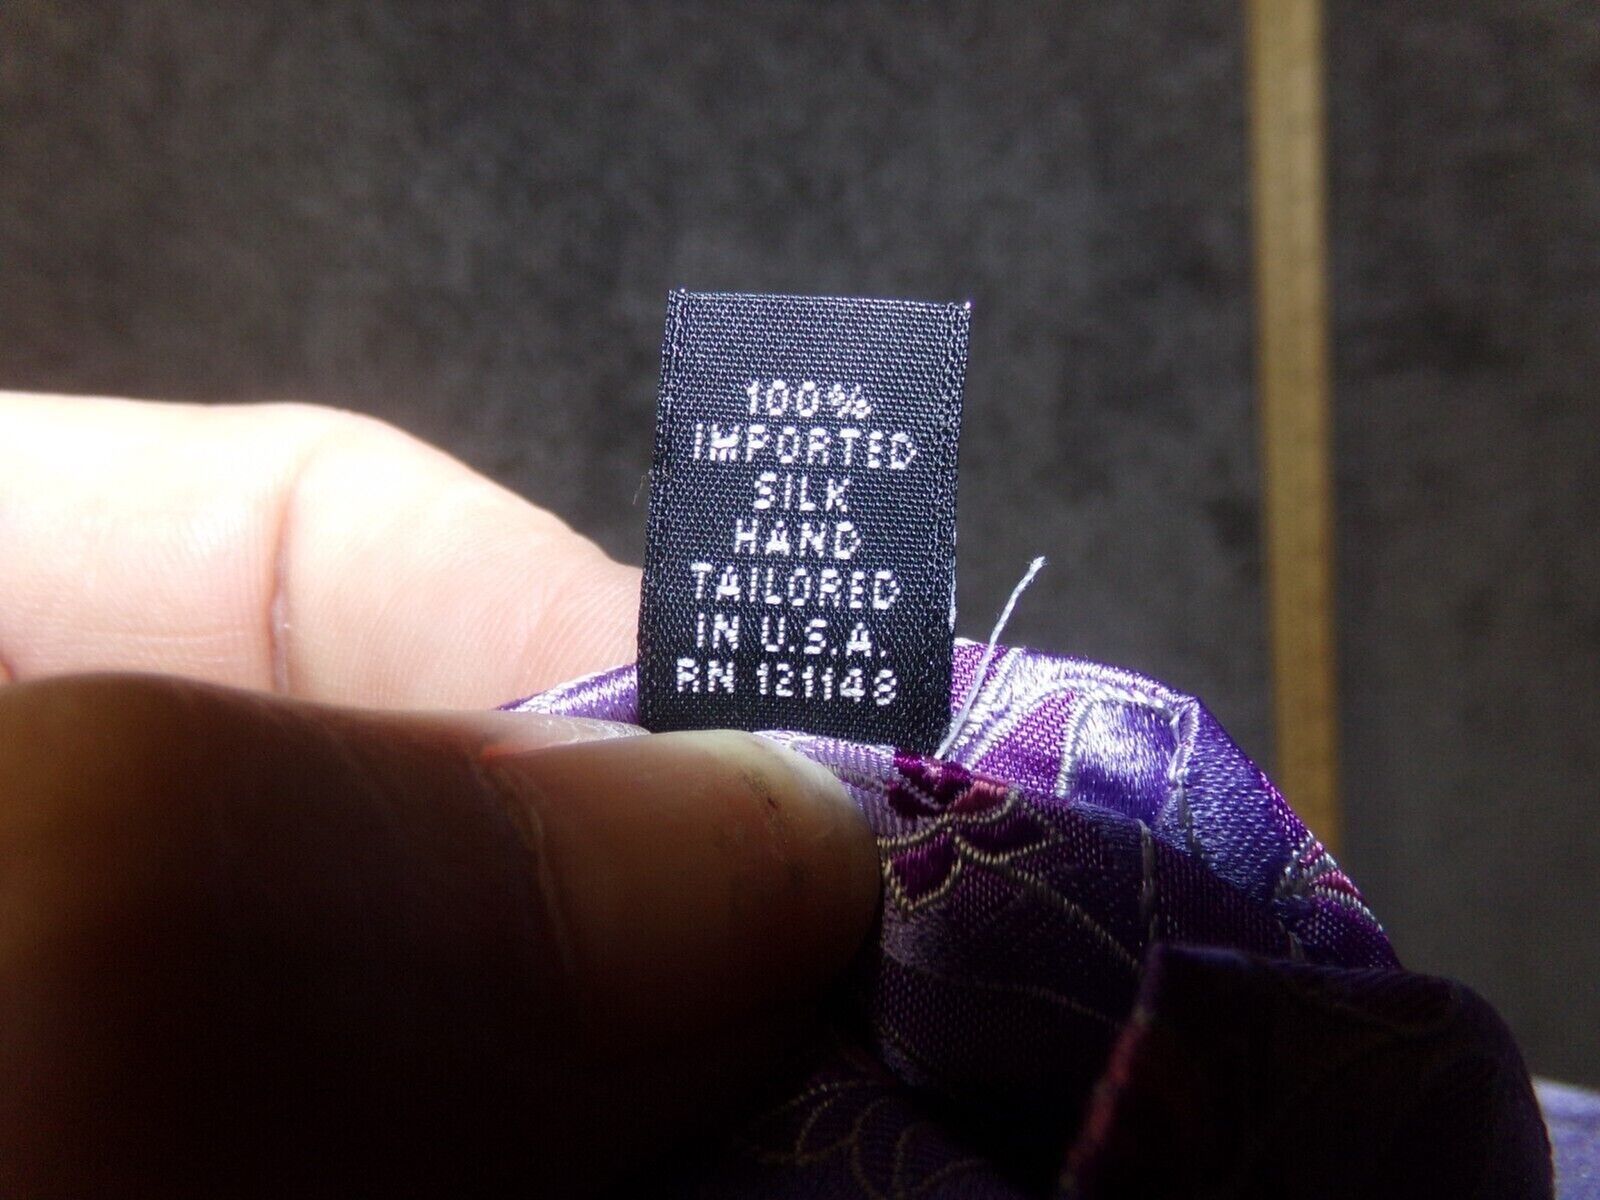 100%
IMPORTED
SILK
HAND
TAILORED
IN U.S.A.
RN 121148